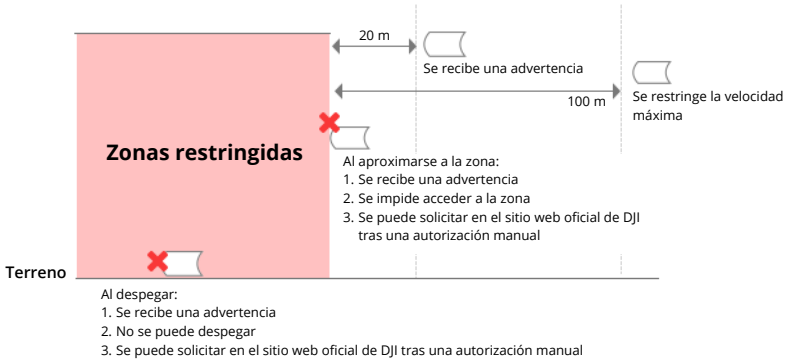 20 m
Se recibe una advertencia
100 m
Se restringe la velocidad
máxima
Zonas restringidas
Al aproximarse a la zona:
1. Se recibe una advertencia
2. Se impide acceder a la zona
3. Se puede solicitar en el sitio web oficial de DJI
tras una autorización manual
Terreno
Al despegar:
1. Se recibe una advertencia
2. No se puede despegar
3. Se puede solicitar en el sitio web oficial de DJI tras una autorización manual